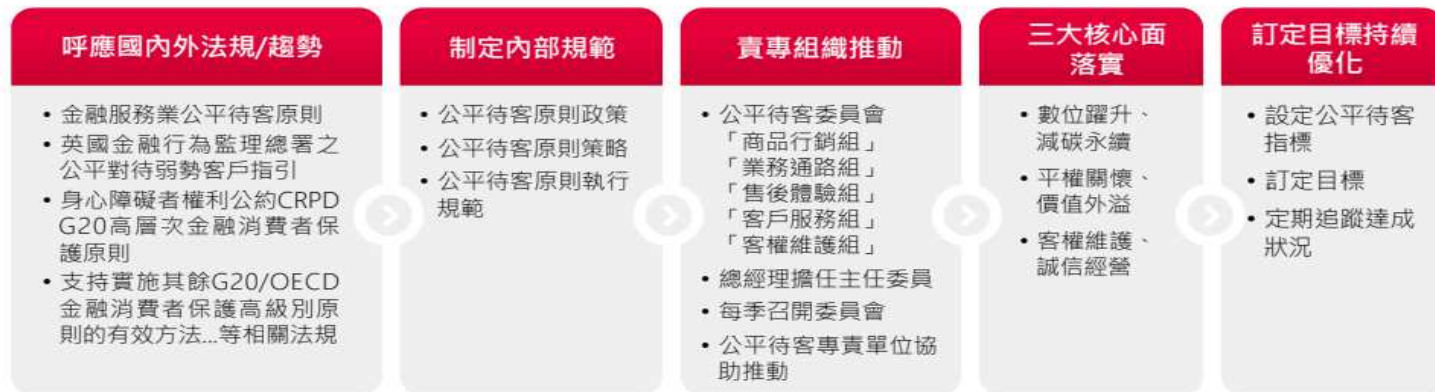 呼應國內外法規/趨勢
• 金融服務業公平待客原則
• 英國金融行為監理總署之
公平對待弱勢客戶指引
• 身心障礙者權利公約CRPD
G20高層次金融消費者保
護原則
• 支持實施其餘G20/OECD
金融消費者保護高級別原
則的有效方法...等相關法規
制定內部規範
• 公平待客原則政策
• 公平待客原則策略
• 公平待客原則執行
規範
責專組織推動
• 公平待客委員會
「商品行銷組」
「業務通路組」
「售後體驗組」
「客戶服務組」
「客權維護組」
• 總經理擔任主任委員
• 每季召開委員會
• 公平待客專責單位協
助推動
三大核心面
落實
• 數位躍升、
減碳永續
• 平權關懷、
價值外溢
• 客權維護、
誠信經營
訂定目標持續
優化
• 設定公平待客
指標
• 訂定目標
• 定期追蹤達成
狀況